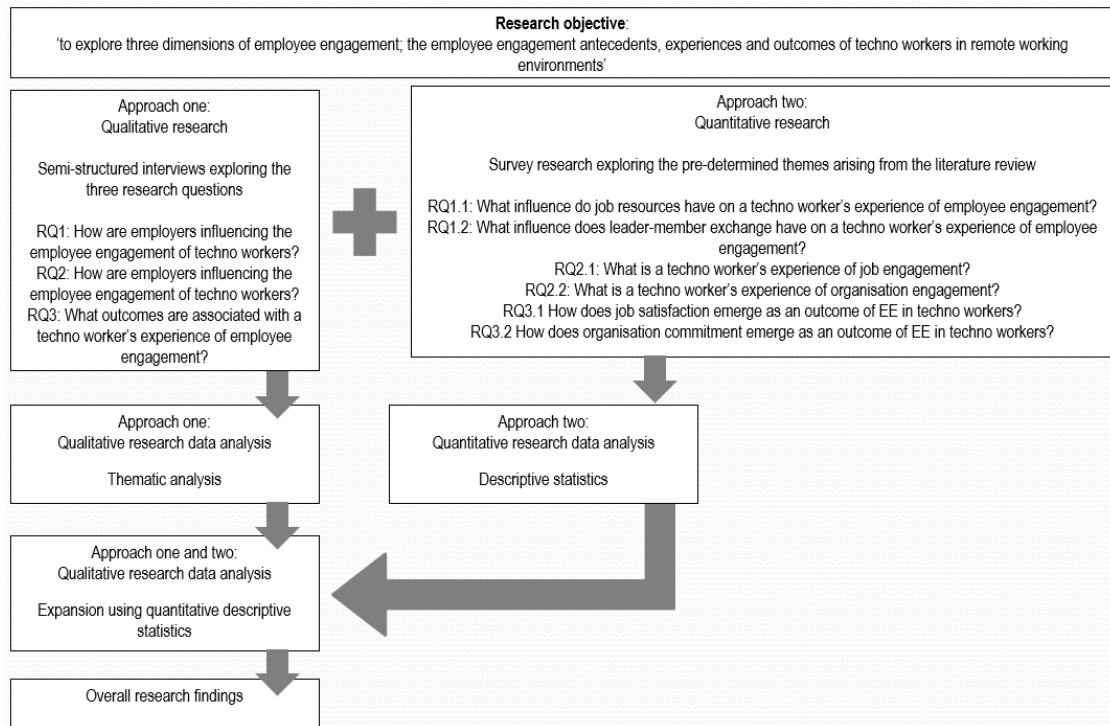 Research objective:
‘to explore three dimensions of employee engagement; the employee engagement antecedents, experiences and outcomes of techno workers in remote working
environments’
Approach one:
Qualitative research
Semi-structured interviews exploring the
three research questions
RQ1: How are employers influencing the
employee engagement of techno workers?
RQ2: How are employers influencing the
employee engagement of techno workers?
RQ3: What outcomes are associated with a
techno worker’s experience of employee
engagement?
Approach two:
Quantitative research
Survey research exploring the pre-determined themes arising from the literature review
RQ1.1: What influence do job resources have on a techno worker’s experience of employee engagement?
RQ1.2: What influence does leader-member exchange have on a techno worker’s experience of employee
engagement?
RQ2.1: What is a techno worker’s experience of job engagement?
RQ2.2: What is a techno worker’s experience of organisation engagement?
RQ3.1 How does job satisfaction emerge as an outcome of EE in techno workers?
RQ3.2 How does organisation commitment emerge as an outcome of EE in techno workers?
Approach one:
Qualitative research data analysis
Thematic analysis
Approach two:
Quantitative research data analysis
Descriptive statistics
Approach one and two:
Qualitative research data analysis
Expansion using quantitative descriptive
statistics
Overall research findings